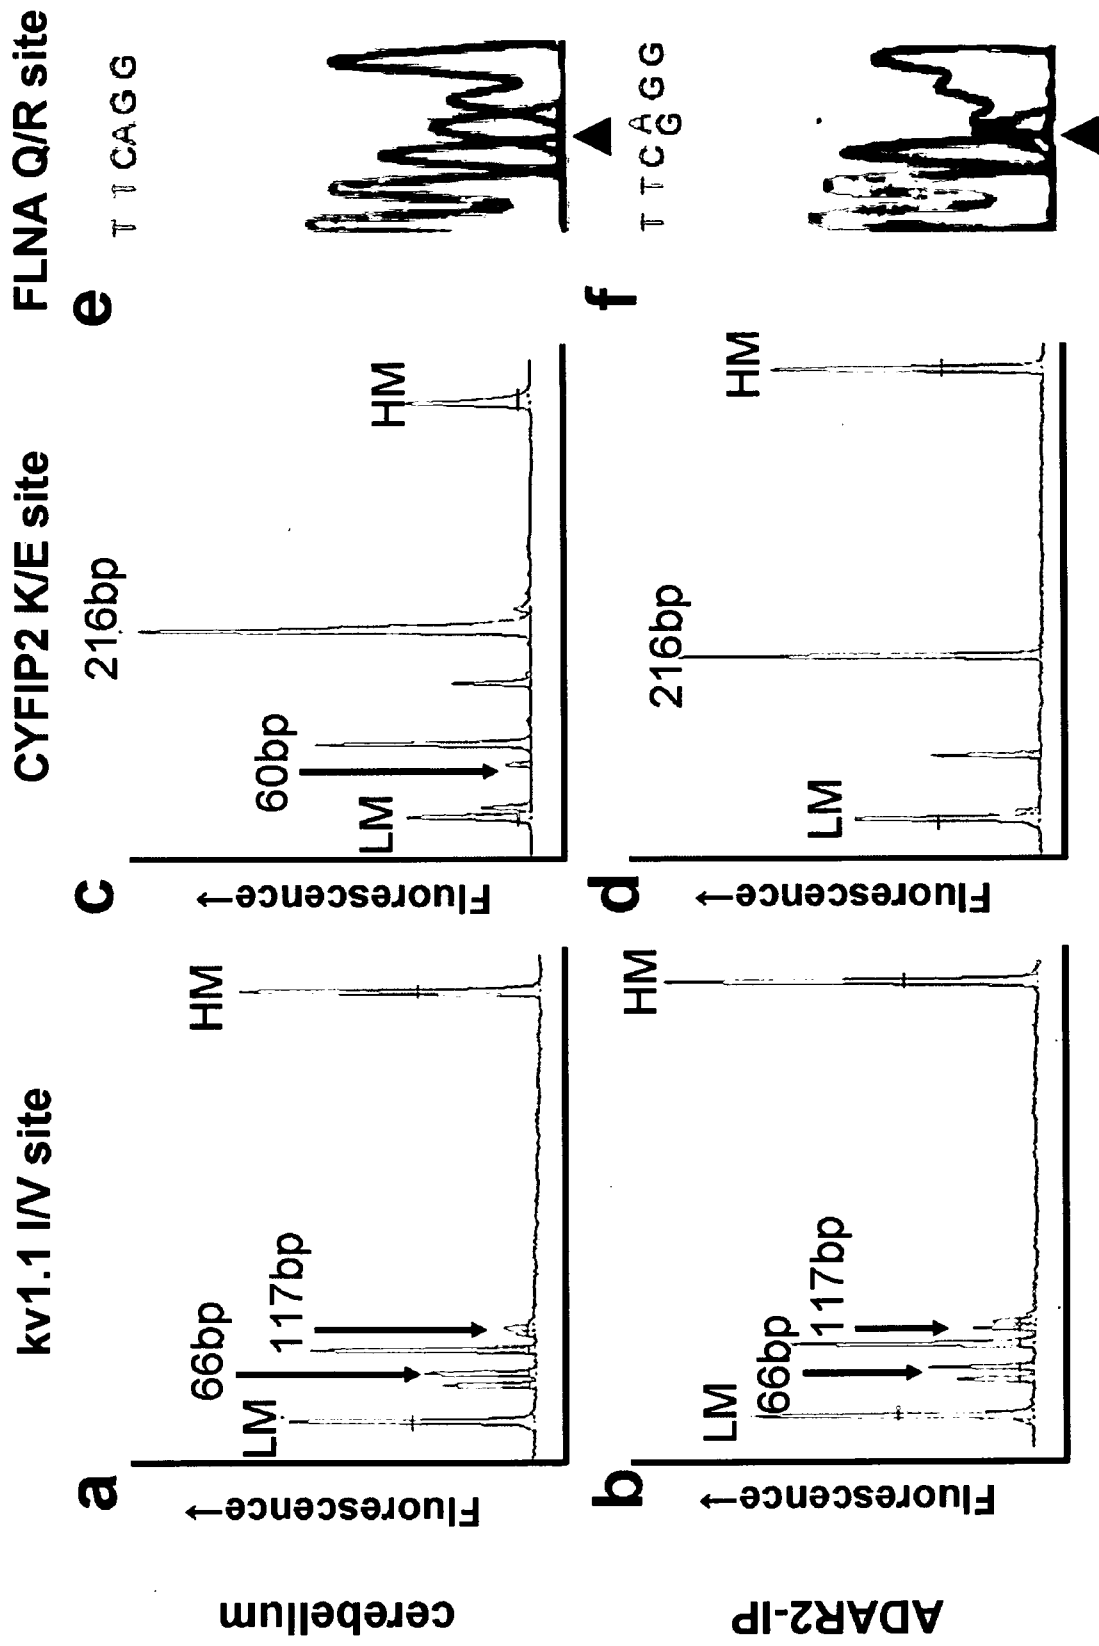 kv1.1 I/V site
CYFIP2 K/E site
FLNA Q/R site
cerebellum
a
Fluorescence→
LM
66bp
117bp
HM
c
Fluorescence→
LM
60bp
216bp
HM
e
T T C A G G
ADAR2-IP
b
Fluorescence→
LM
66bp
117bp
HM
d
Fluorescence→
LM
216bp
HM
f
T T C A G G
G